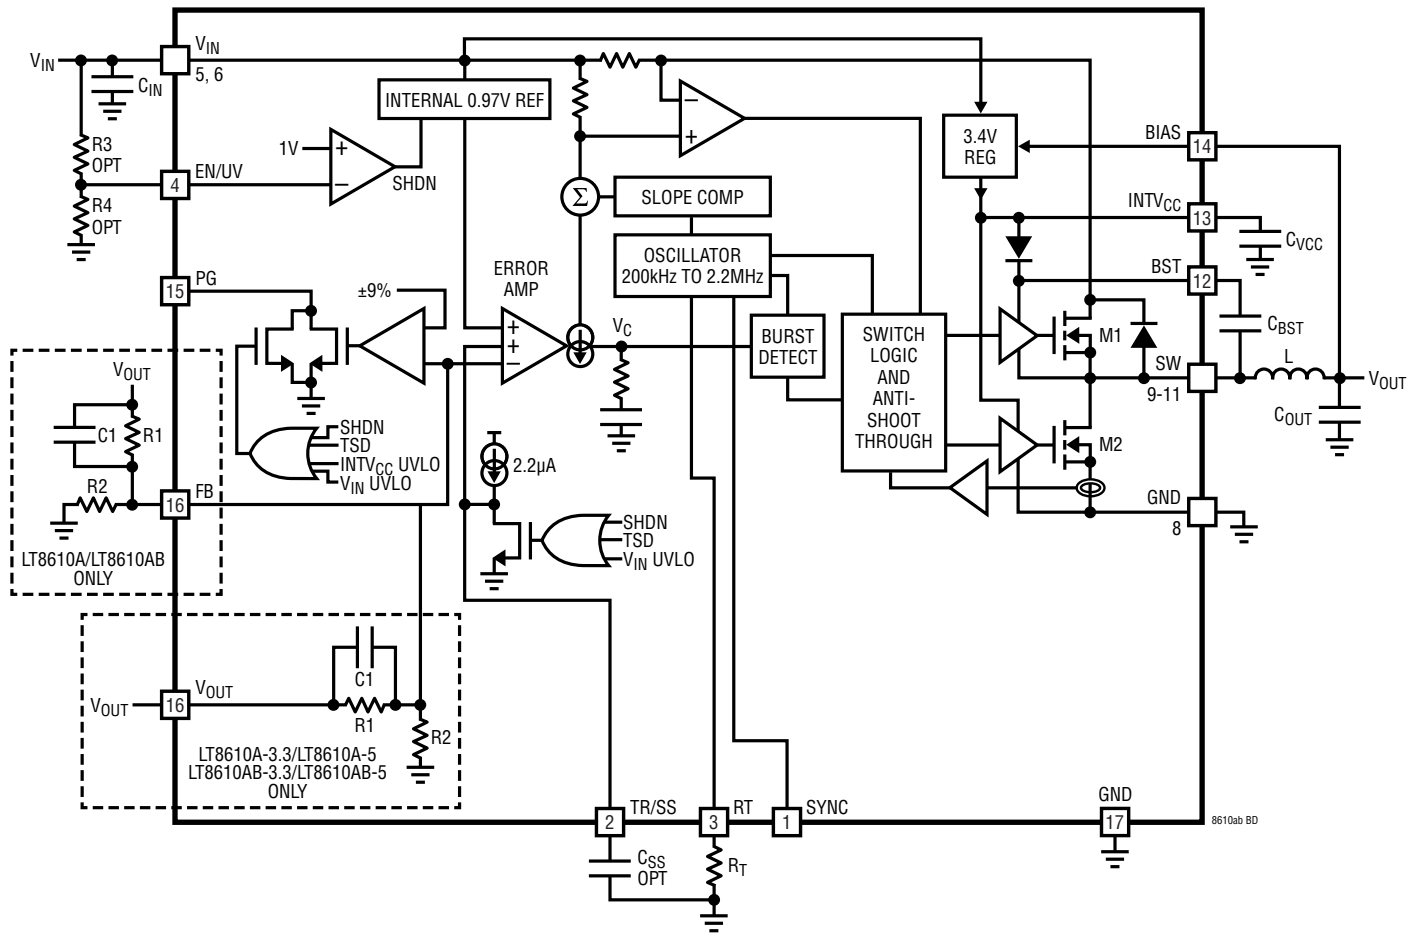 VIN
VIN
5, 6
CIN
R3
OPT
EN/UV
4
R4
OPT
1V
+
–
SHDN
INTERNAL 0.97V REF
–
+
3.4V
REG
BIAS
14
INTVCC
13
CVCC
BST
12
CBST
Σ
SLOPE COMP
OSCILLATOR
200kHz TO 2.2MHz
PG
15
±9%
ERROR
AMP
+
+
–
VC
BURST
DETECT
SWITCH
LOGIC
AND
ANTI-
SHOOT
THROUGH
M1
SW
9-11
L
VOUT
COUT
M2
GND
8
VOUT
C1
R1
R2
FB
16
LT8610A/LT8610AB
ONLY
SHDN
TSD
INTVCC UVLO
VIN UVLO
2.2µA
SHDN
TSD
VIN UVLO
VOUT
16
VOUT
C1
R1
R2
LT8610A-3.3/LT8610A-5
LT8610AB-3.3/LT8610AB-5
ONLY
2
TR/SS
3
RT
1
SYNC
GND
17
CSS
OPT
RT
8610ab BD